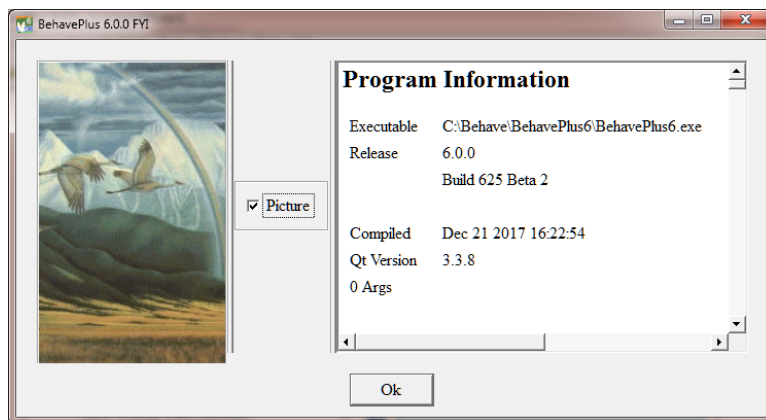 BehavePlus 6.0.0 FYI
Picture
Program Information
Executable C:\Behave\BehavePlus6\BehavePlus6.exe
Release 6.0.0
Build 625 Beta 2
Compiled Dec 21 2017 16:22:54
Qt Version 3.3.8
0 Args
Ok